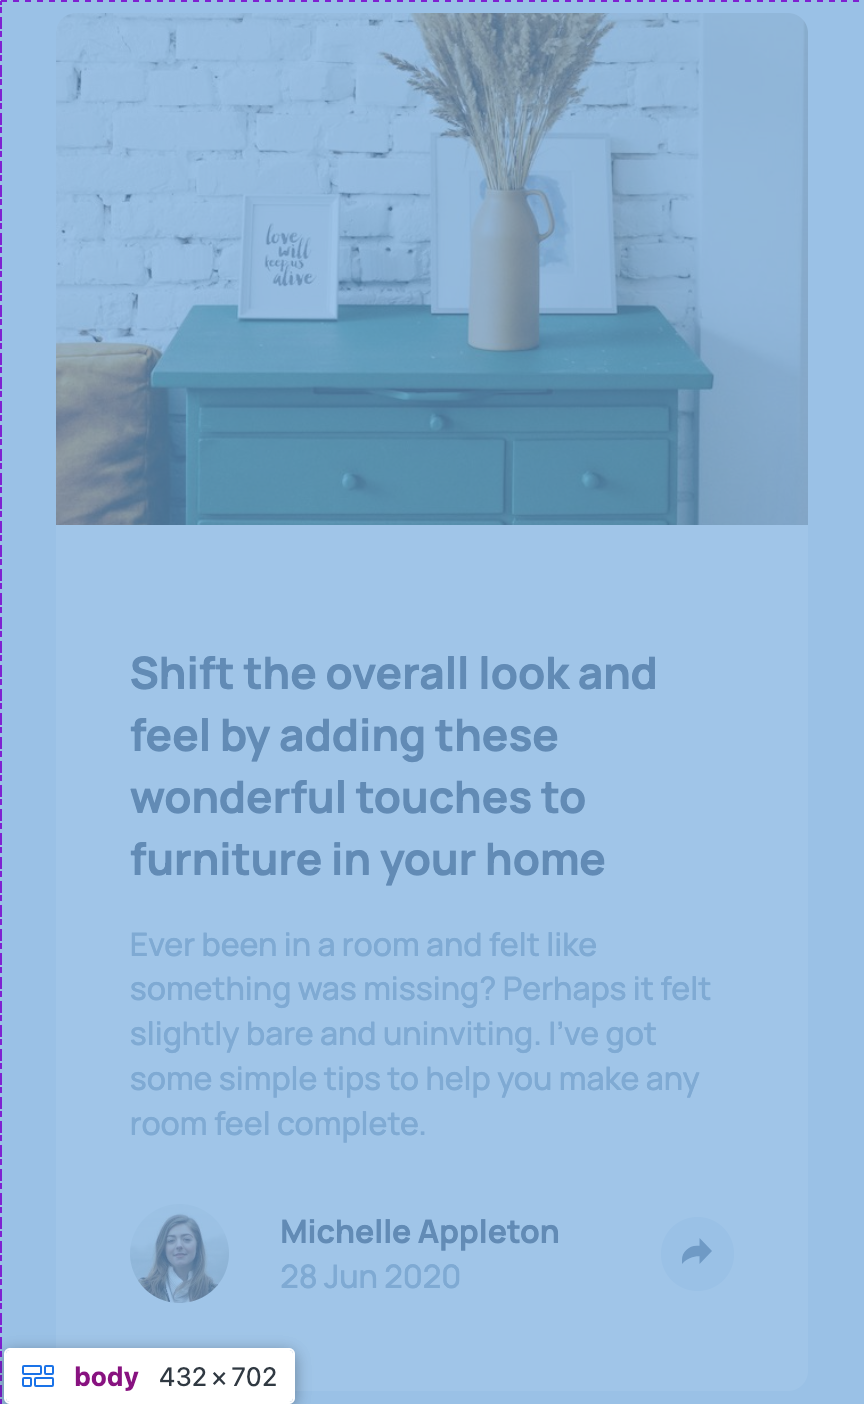 love
will
keep us
alive
Shift the overall look and
feel by adding these
wonderful touches to
furniture in your home
Ever been in a room and felt like
something was missing? Perhaps it felt
slightly bare and uninviting. I’ve got
some simple tips to help you make any
room feel complete.
Michelle Appleton
28 Jun 2020
body 432 × 702